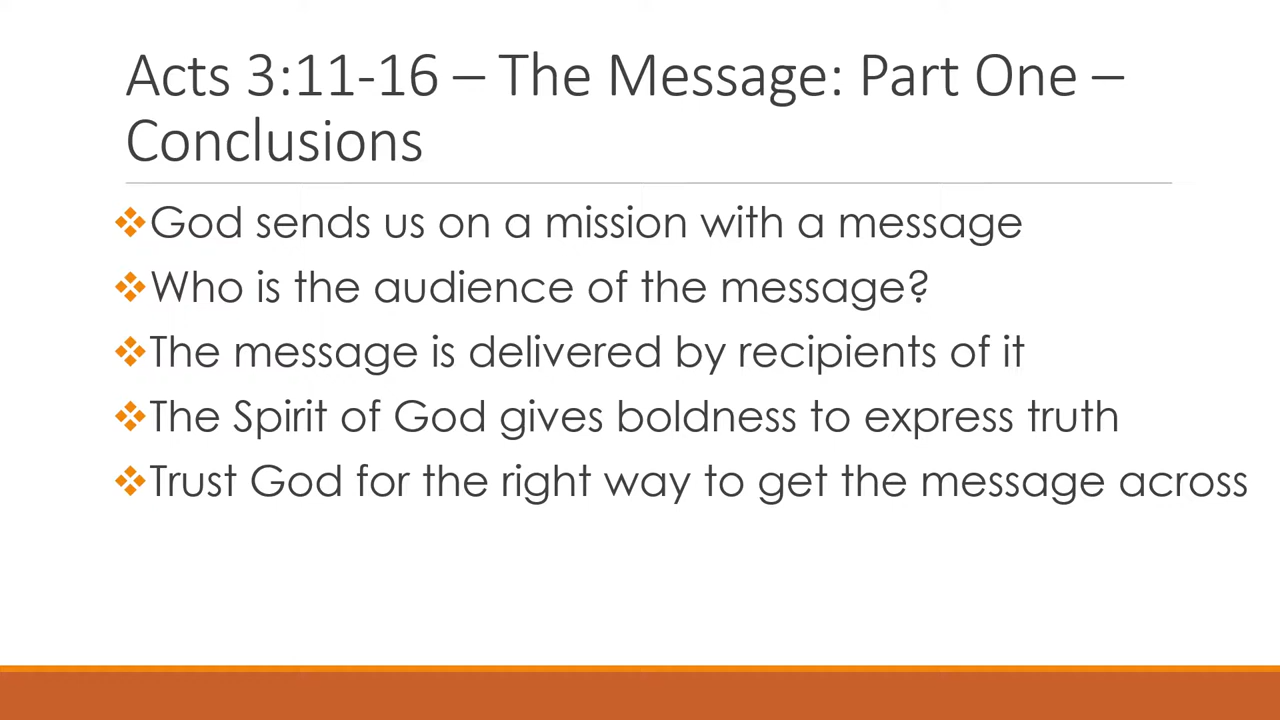 Acts 3:11-16 – The Message: Part One –
Conclusions
❖God sends us on a mission with a message
❖Who is the audience of the message?
❖The message is delivered by recipients of it
❖The Spirit of God gives boldness to express truth
❖Trust God for the right way to get the message across